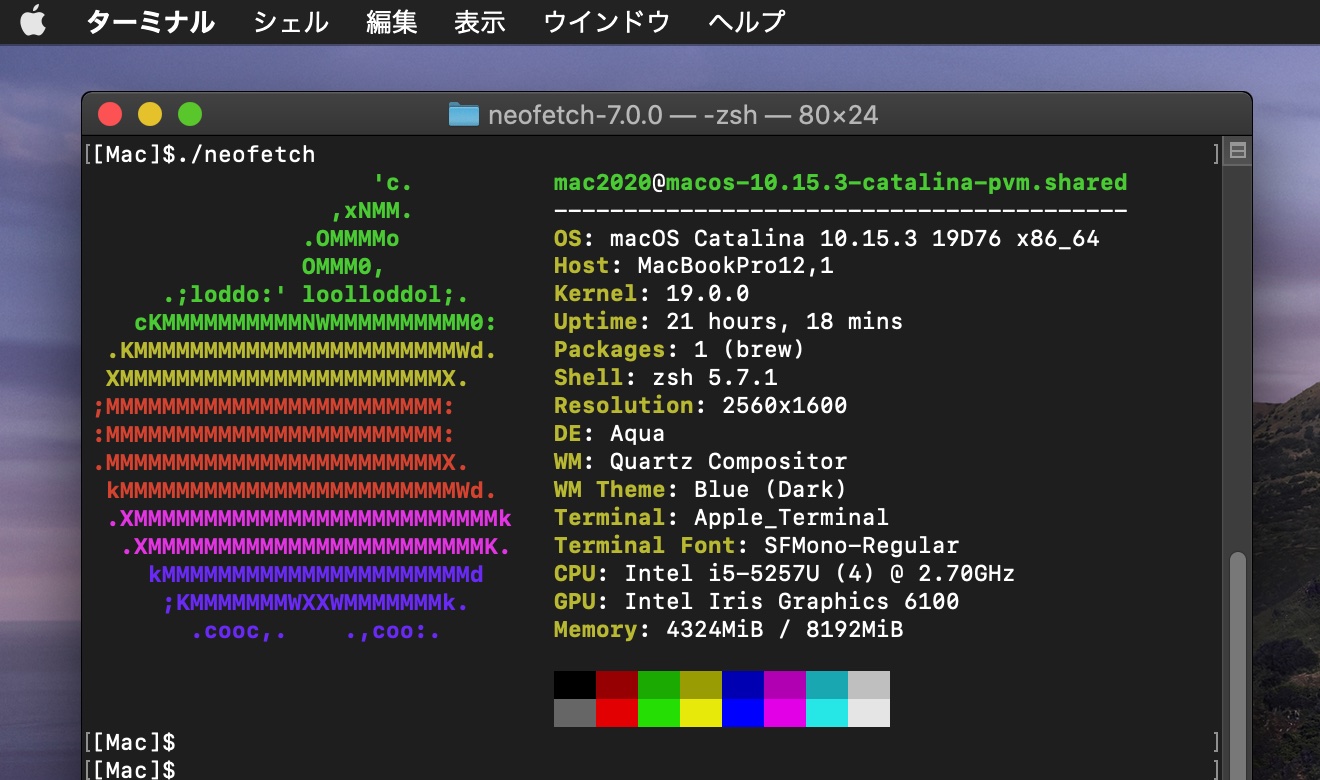 ターミナル シェル 編集 表示 ウインドウ ヘルプ
neofetch-7.0.0 — -zsh — 80×24
[[Mac]$./neofetch ]
                    'c.          mac2020@macos-10.15.3-catalina-pvm.shared
                 ,xNMM.          -----------------------------------------
               .OMMMMo           OS: macOS Catalina 10.15.3 19D76 x86_64
               OMMM0,            Host: MacBookPro12,1
     .;loddo:' loolloddol;.      Kernel: 19.0.0
   cKMMMMMMMMMMNWMMMMMMMMMM0:    Uptime: 21 hours, 18 mins
 .KMMMMMMMMMMMMMMMMMMMMMMMWd.    Packages: 1 (brew)
 XMMMMMMMMMMMMMMMMMMMMMMMX.      Shell: zsh 5.7.1
;MMMMMMMMMMMMMMMMMMMMMMMM:       Resolution: 2560x1600
:MMMMMMMMMMMMMMMMMMMMMMMM:       DE: Aqua
.MMMMMMMMMMMMMMMMMMMMMMMMX.      WM: Quartz Compositor
 kMMMMMMMMMMMMMMMMMMMMMMMMWd.    WM Theme: Blue (Dark)
 .XMMMMMMMMMMMMMMMMMMMMMMMMMMk   Terminal: Apple_Terminal
  .XMMMMMMMMMMMMMMMMMMMMMMMMK.   Terminal Font: SFMono-Regular
    kMMMMMMMMMMMMMMMMMMMMMMd     CPU: Intel i5-5257U (4) @ 2.70GHz
     ;KMMMMMMMWXXWMMMMMMMk.      GPU: Intel Iris Graphics 6100
       .cooc,.    .,coo:.        Memory: 4324MiB / 8192MiB
[[Mac]$ ]
[[Mac]$ ]